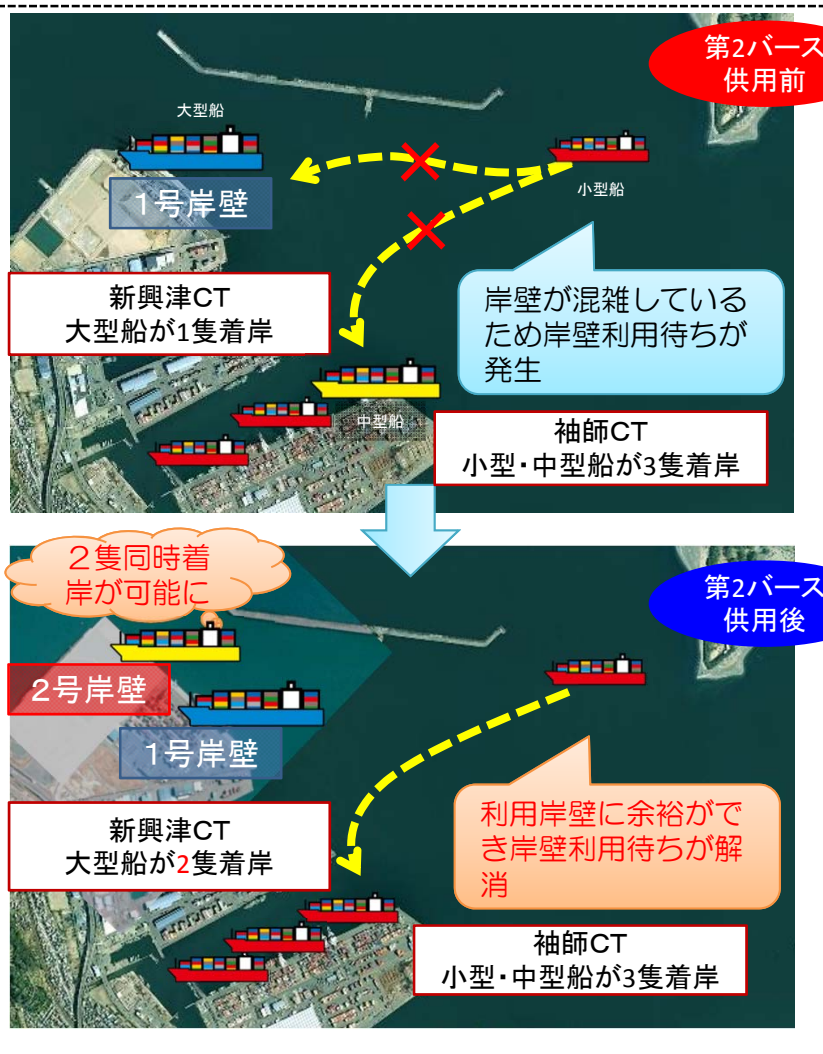 第2バース
供用前
大型船
1号岸壁
小型船
新興津CT
大型船が1隻着岸
岸壁が混雑している
ため岸壁利用待ちが
発生
中型船
袖師CT
小型・中型船が3隻着岸
2隻同時着
岸が可能に
第2バース
供用後
2号岸壁
1号岸壁
新興津CT
大型船が2隻着岸
利用岸壁に余裕がで
き岸壁利用待ちが解
消
袖師CT
小型・中型船が3隻着岸